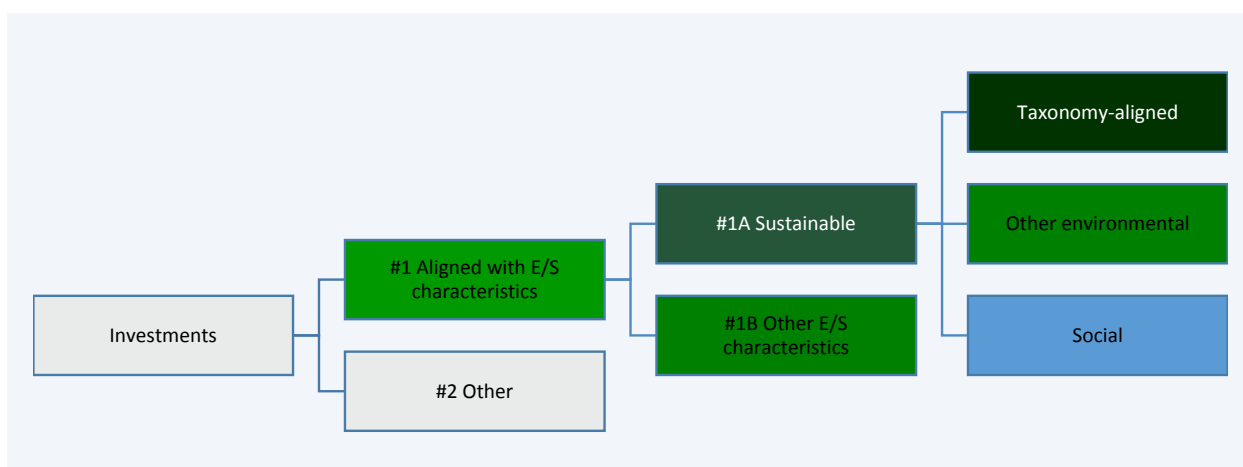 Investments
#1 Aligned with E/S
characteristics
#2 Other
#1A Sustainable
#1B Other E/S
characteristics
Taxonomy-aligned
Other environmental
Social